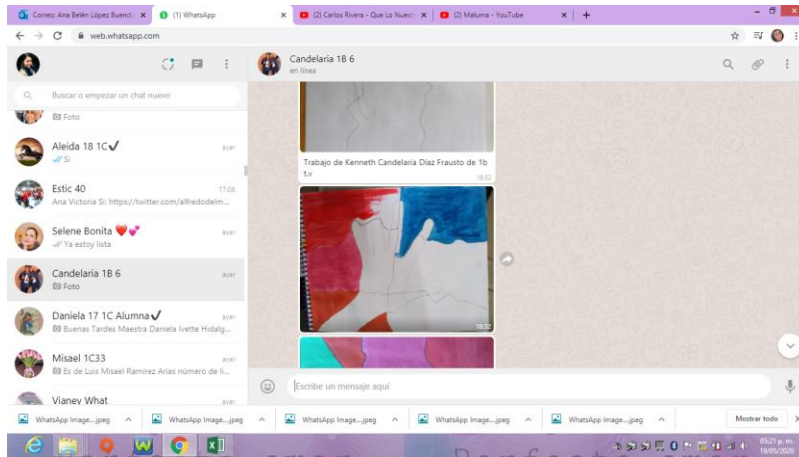 Correo: Ana Belén López Buendí
(1) WhatsApp
(2) Carlos Rivera - Que Lo Nuest
(2) Maluma - YouTube
web.whatsapp.com
Buscar o empezar un chat nuevo
Foto
Aleida 18 1C✔
ayer
Si
Estic 40
17:06
Ana Victoria Si: https://twitter.com/alfredodelm...
Selene Bonita ❤💕
ayer
Ya estoy lista
Candelaria 1B 6
ayer
Foto
Daniela 17 1C Alumna✔
ayer
Buenas Tardes Maestra Daniela Ivette Hidalg...
Misael 1C33
ayer
Es de Luis Misael Ramírez Arias número de li...
Vianey What
ayer
Candelaria 1B 6
en línea
Trabajo de Kenneth Candelaria Díaz Frausto de 1b
t.v
18:32
18:32
Escribe un mensaje aquí
WhatsApp Image....jpeg
WhatsApp Image....jpeg
WhatsApp Image....jpeg
WhatsApp Image....jpeg
WhatsApp Image....jpeg
Mostrar todo
05:21 p. m.
19/05/2020